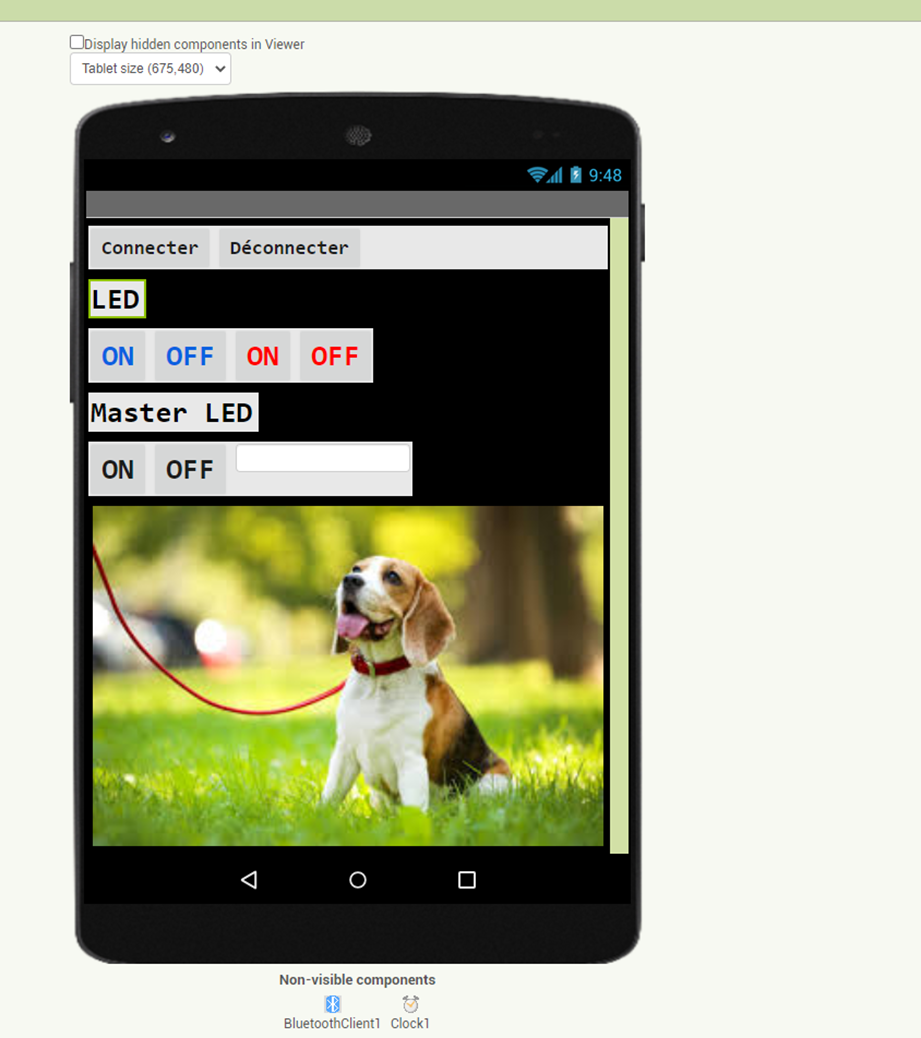 Display hidden components in Viewer
Tablet size (675,480)
9:48
Connecter Déconnecter
LED
ON OFF ON OFF
Master LED
ON OFF
Non-visible components
BluetoothClient1 Clock1